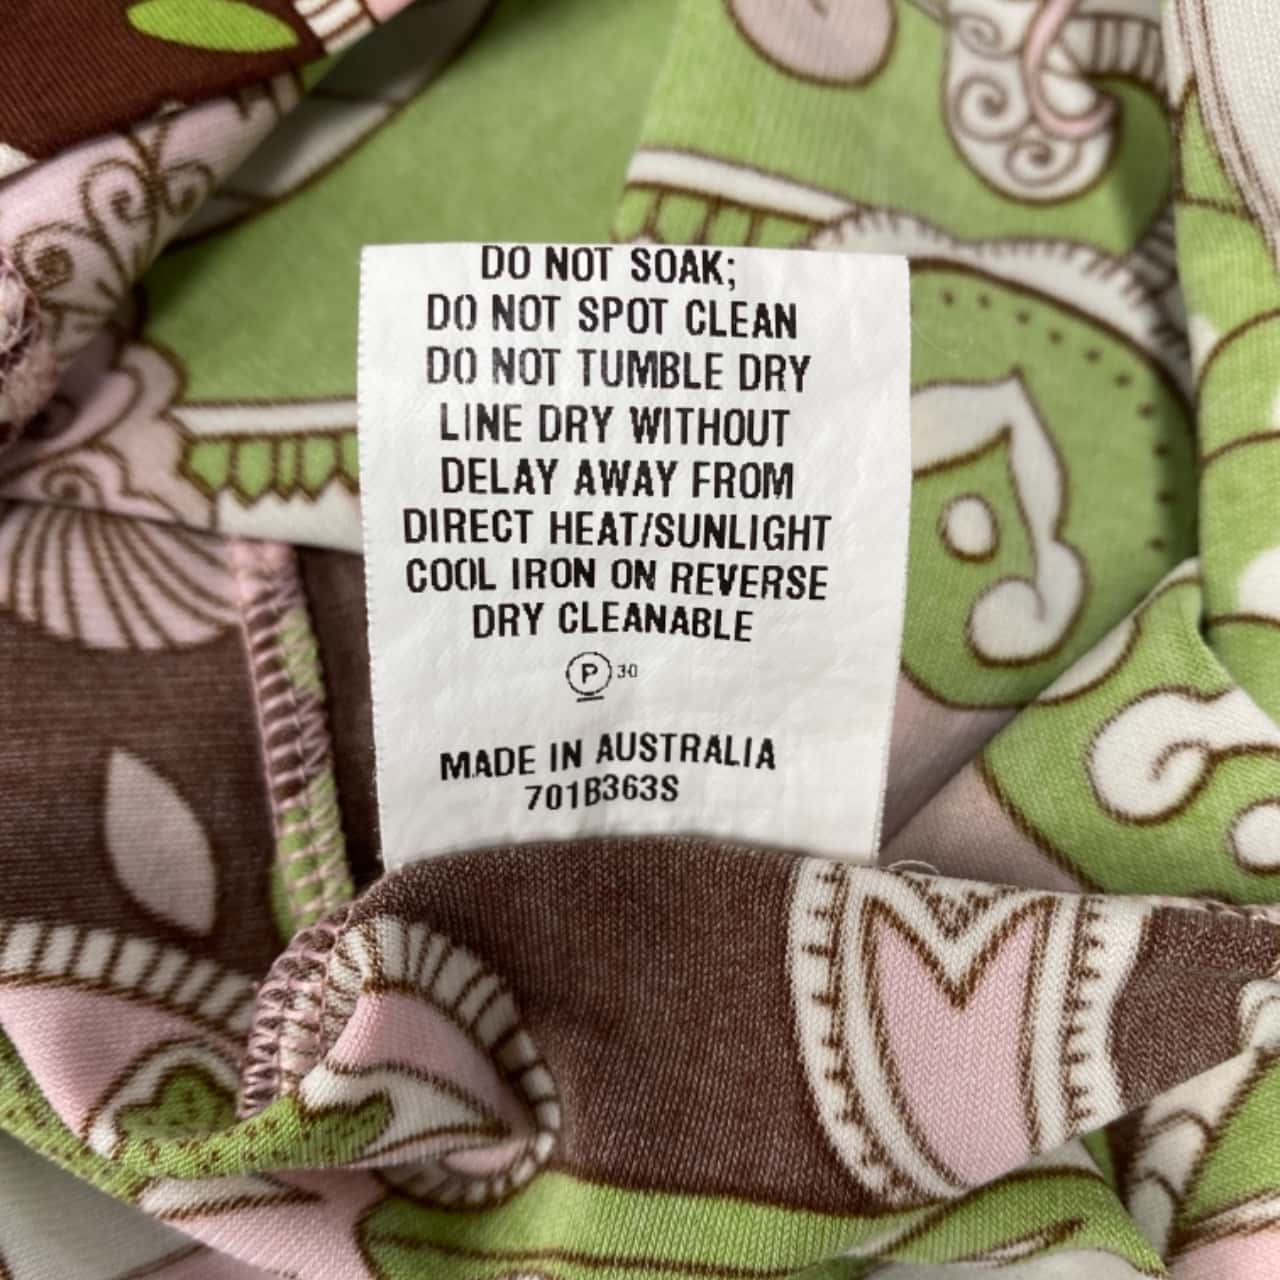 DO NOT SOAK;
DO NOT SPOT CLEAN
DO NOT TUMBLE DRY
LINE DRY WITHOUT
DELAY AWAY FROM
DIRECT HEAT/SUNLIGHT
COOL IRON ON REVERSE
DRY CLEANABLE
P 30
MADE IN AUSTRALIA
701B363S